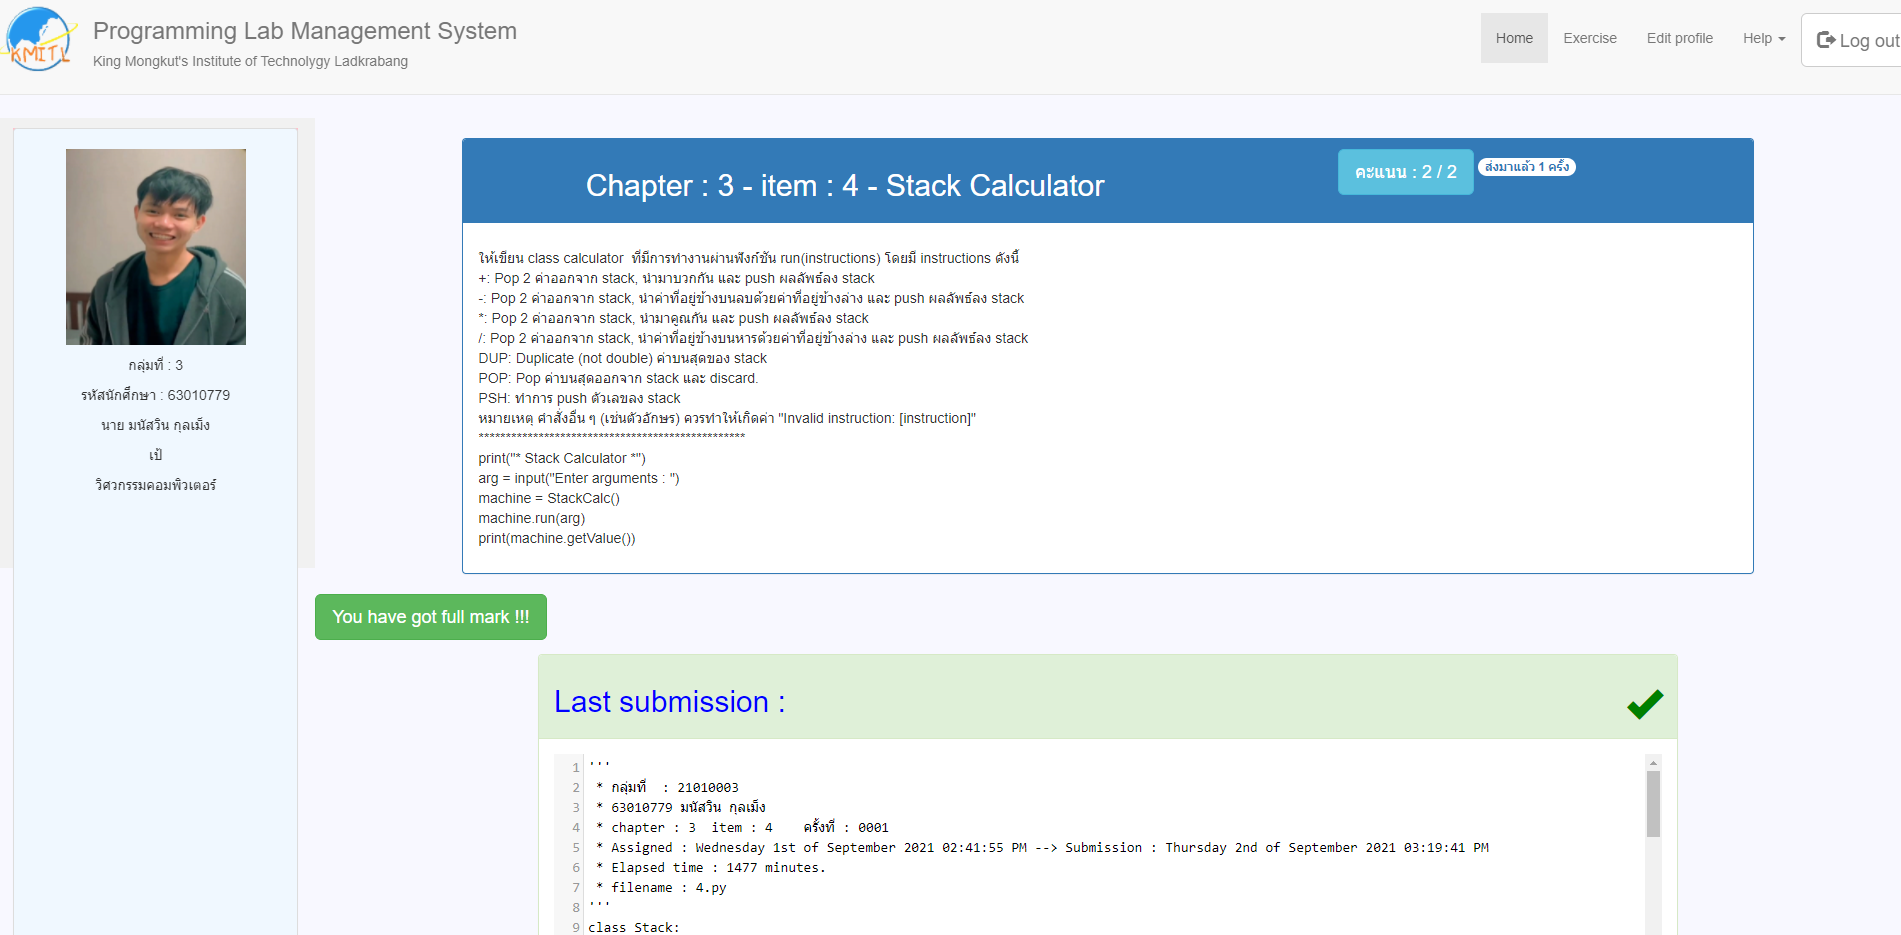 KMITL
Programming Lab Management System
King Mongkut's Institute of Technolygy Ladkrabang
Home
Exercise
Edit profile
Help
Log out
กลุ่มที่ : 3
รหัสนักศึกษา : 63010779
นาย มนัสวิน กุลเม็ง
เป้
วิศวกรรมคอมพิวเตอร์
Chapter : 3 - item : 4 - Stack Calculator
คะแนน : 2 / 2
ส่งมาแล้ว 1 ครั้ง
ให้เขียน class calculator ที่มีการทำงานผ่านฟังก์ชัน run(instructions) โดยมี instructions ดังนี้
+: Pop 2 ค่าออกจาก stack, นำมาบวกกัน และ push ผลลัพธ์ลง stack
-: Pop 2 ค่าออกจาก stack, นำค่าที่อยู่ข้างบนลบด้วยค่าที่อยู่ข้างล่าง และ push ผลลัพธ์ลง stack
*: Pop 2 ค่าออกจาก stack, นำมาคูณกัน และ push ผลลัพธ์ลง stack
/: Pop 2 ค่าออกจาก stack, นำค่าที่อยู่ข้างบนหารด้วยค่าที่อยู่ข้างล่าง และ push ผลลัพธ์ลง stack
DUP: Duplicate (not double) ค่าบนสุดของ stack
POP: Pop ค่าบนสุดออกจาก stack และ discard.
PSH: ทำการ push ตัวเลขลง stack
หมายเหตุ คำสั่งอื่น ๆ (เช่นตัวอักษร) ควรทำให้เกิดค่า "Invalid instruction: [instruction]"
*************************************************
print("* Stack Calculator *")
arg = input("Enter arguments : ")
machine = StackCalc()
machine.run(arg)
print(machine.getValue())
You have got full mark !!!
Last submission :
1 '''
2 * กลุ่มที่ : 21010003
3 * 63010779 มนัสวิน กุลเม็ง
4 * chapter : 3 item : 4 ครั้งที่ : 0001
5 * Assigned : Wednesday 1st of September 2021 02:41:55 PM --> Submission : Thursday 2nd of September 2021 03:19:41 PM
6 * Elapsed time : 1477 minutes.
7 * filename : 4.py
8 '''
9 class Stack: